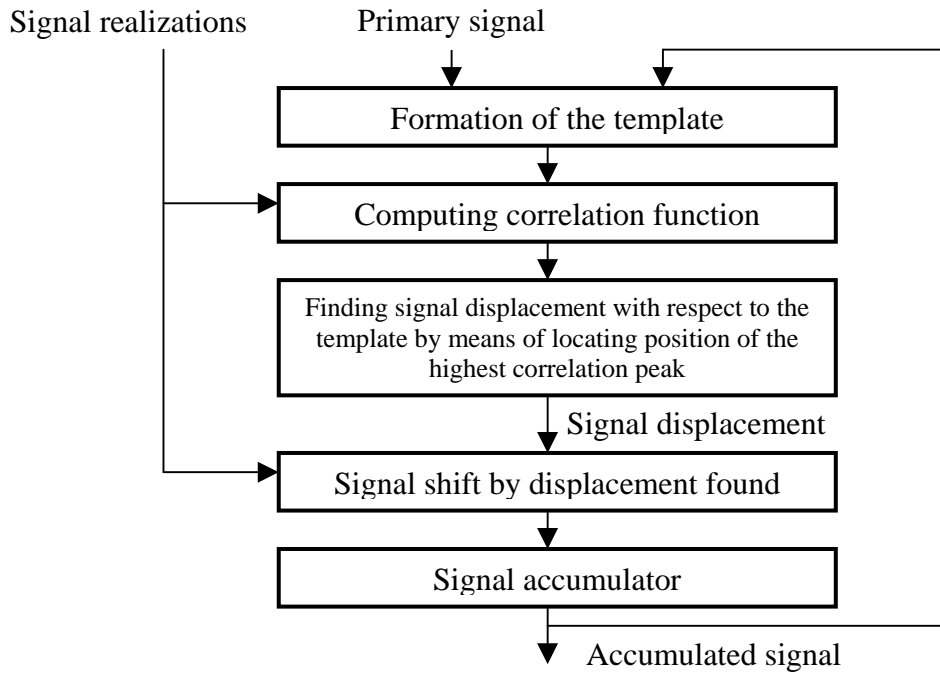 Signal realizations
Primary signal
Formation of the template
Computing correlation function
Finding signal displacement with respect to the
template by means of locating position of the
highest correlation peak
Signal displacement
Signal shift by displacement found
Signal accumulator
Accumulated signal